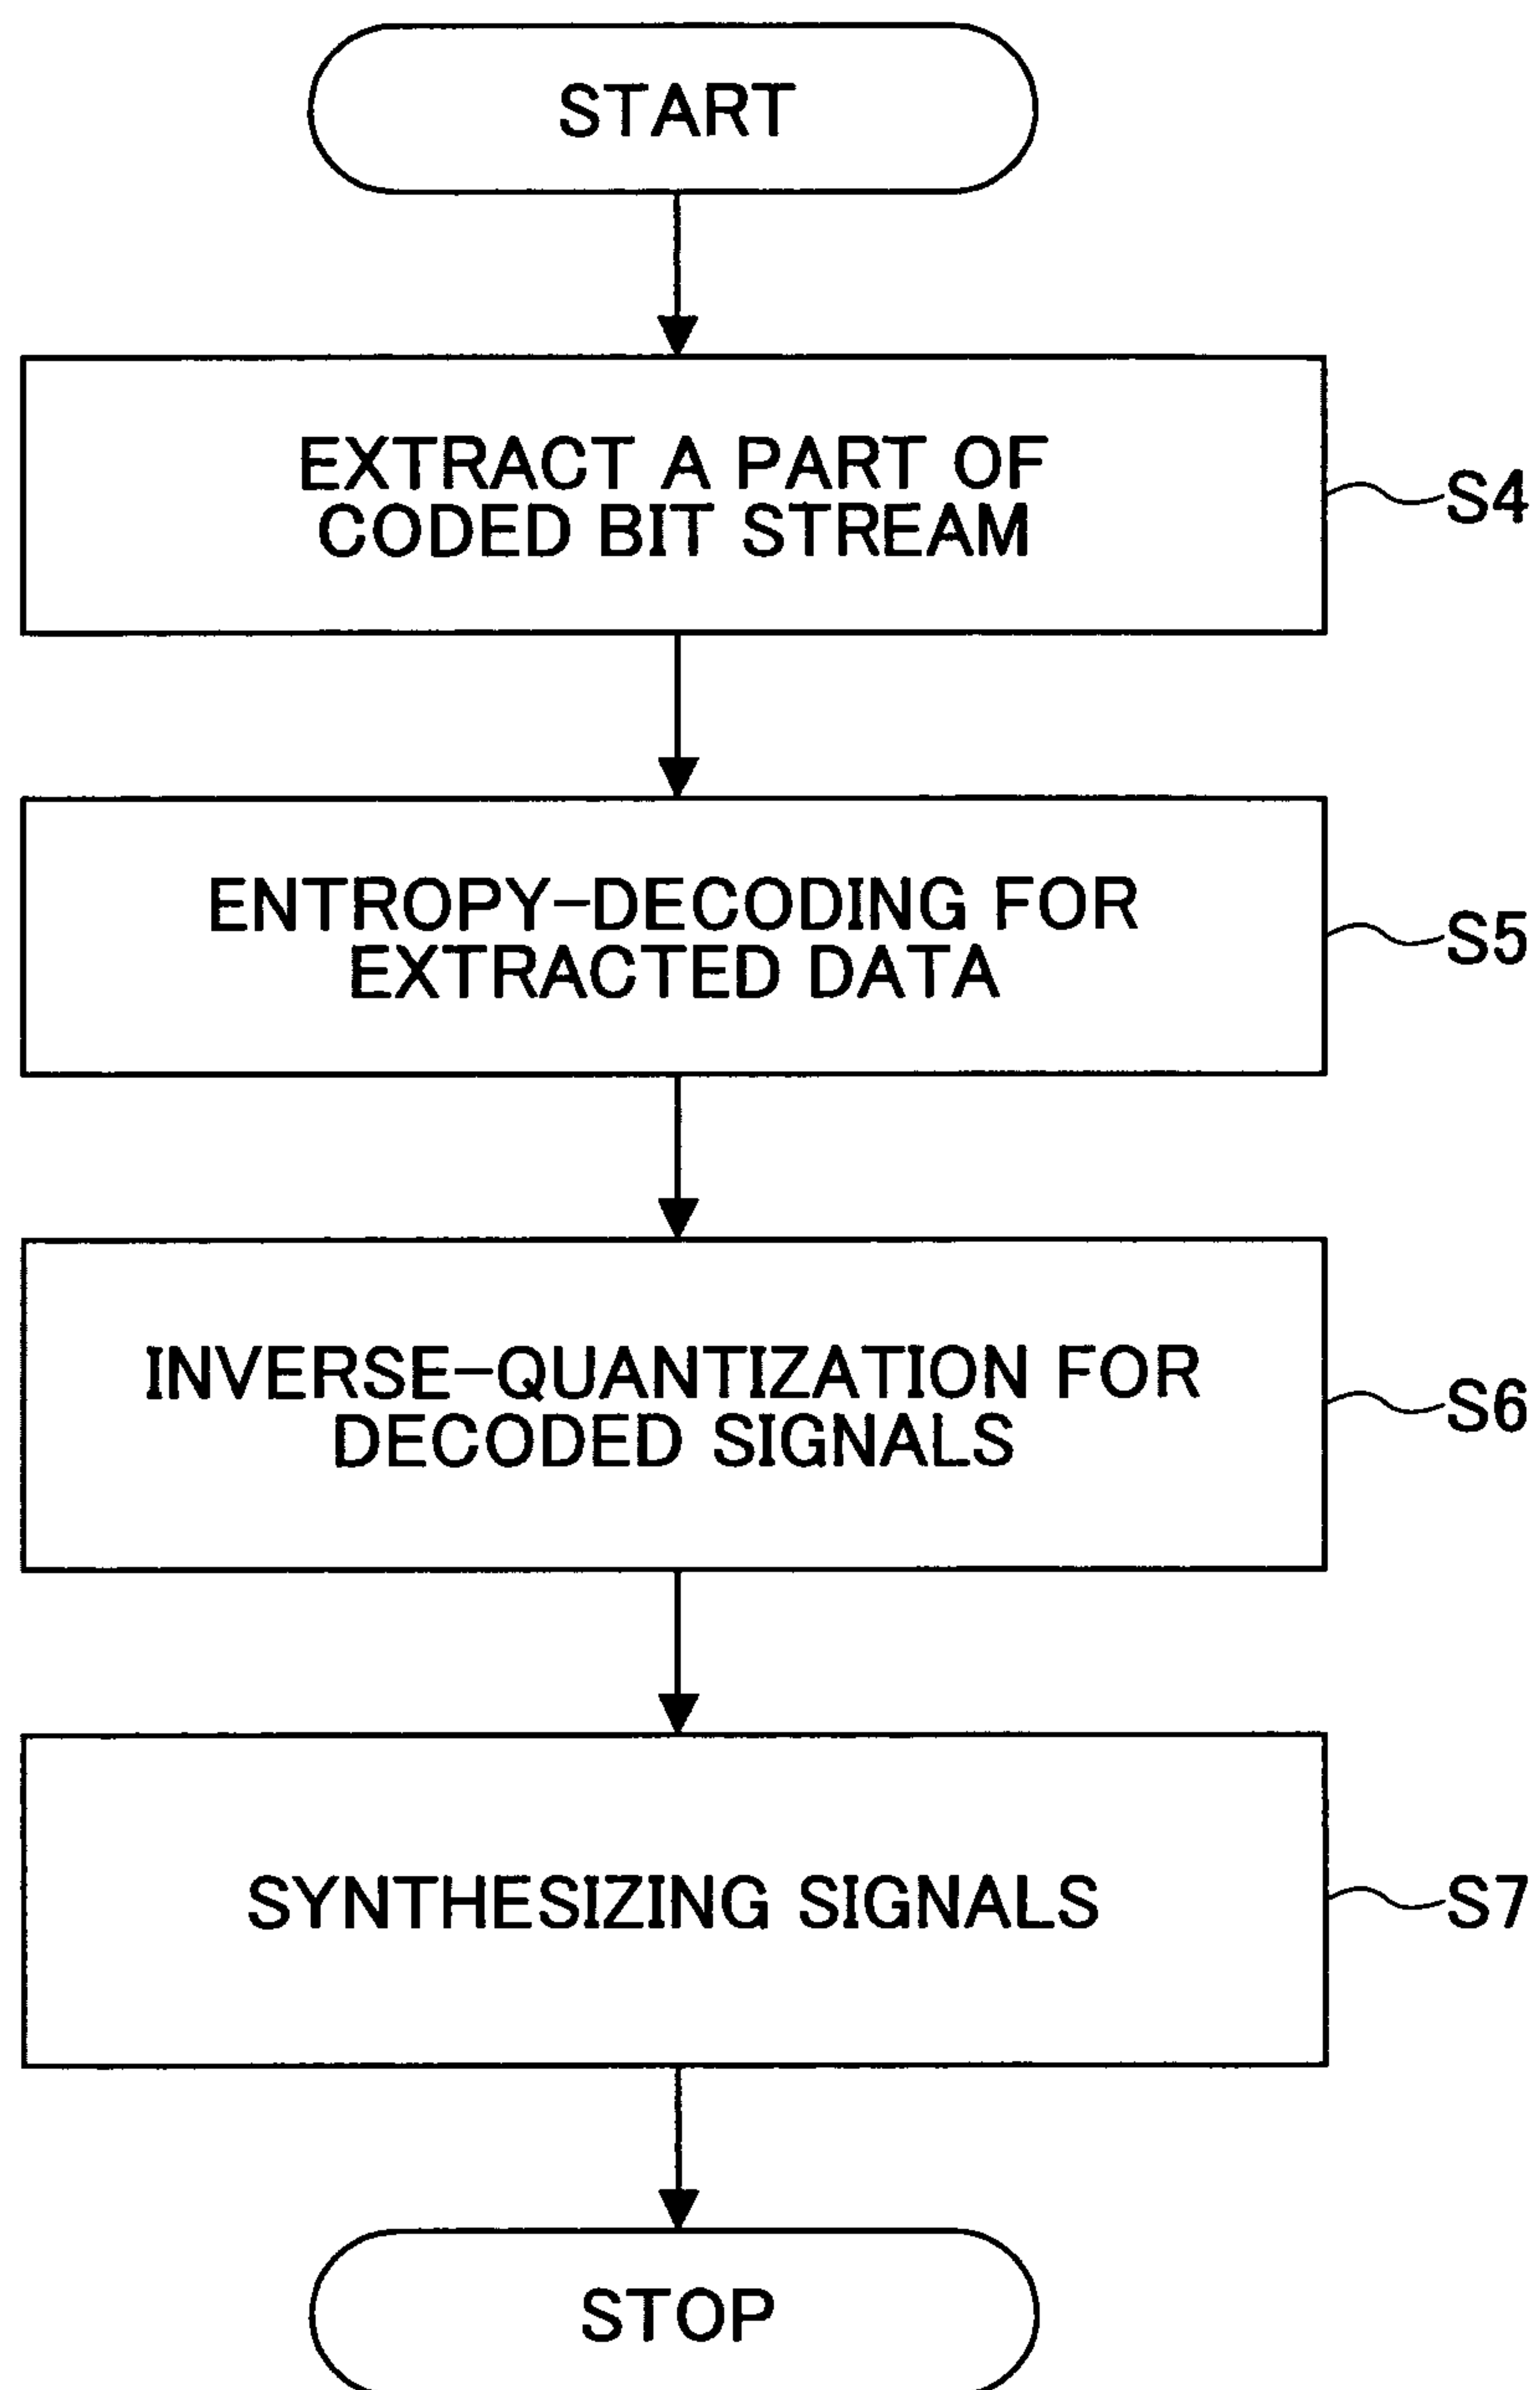 START
EXTRACT A PART OF
CODED BIT STREAM
S4
ENTROPY-DECODING FOR
EXTRACTED DATA
S5
INVERSE-QUANTIZATION FOR
DECODED SIGNALS
S6
SYNTHESIZING SIGNALS
S7
STOP